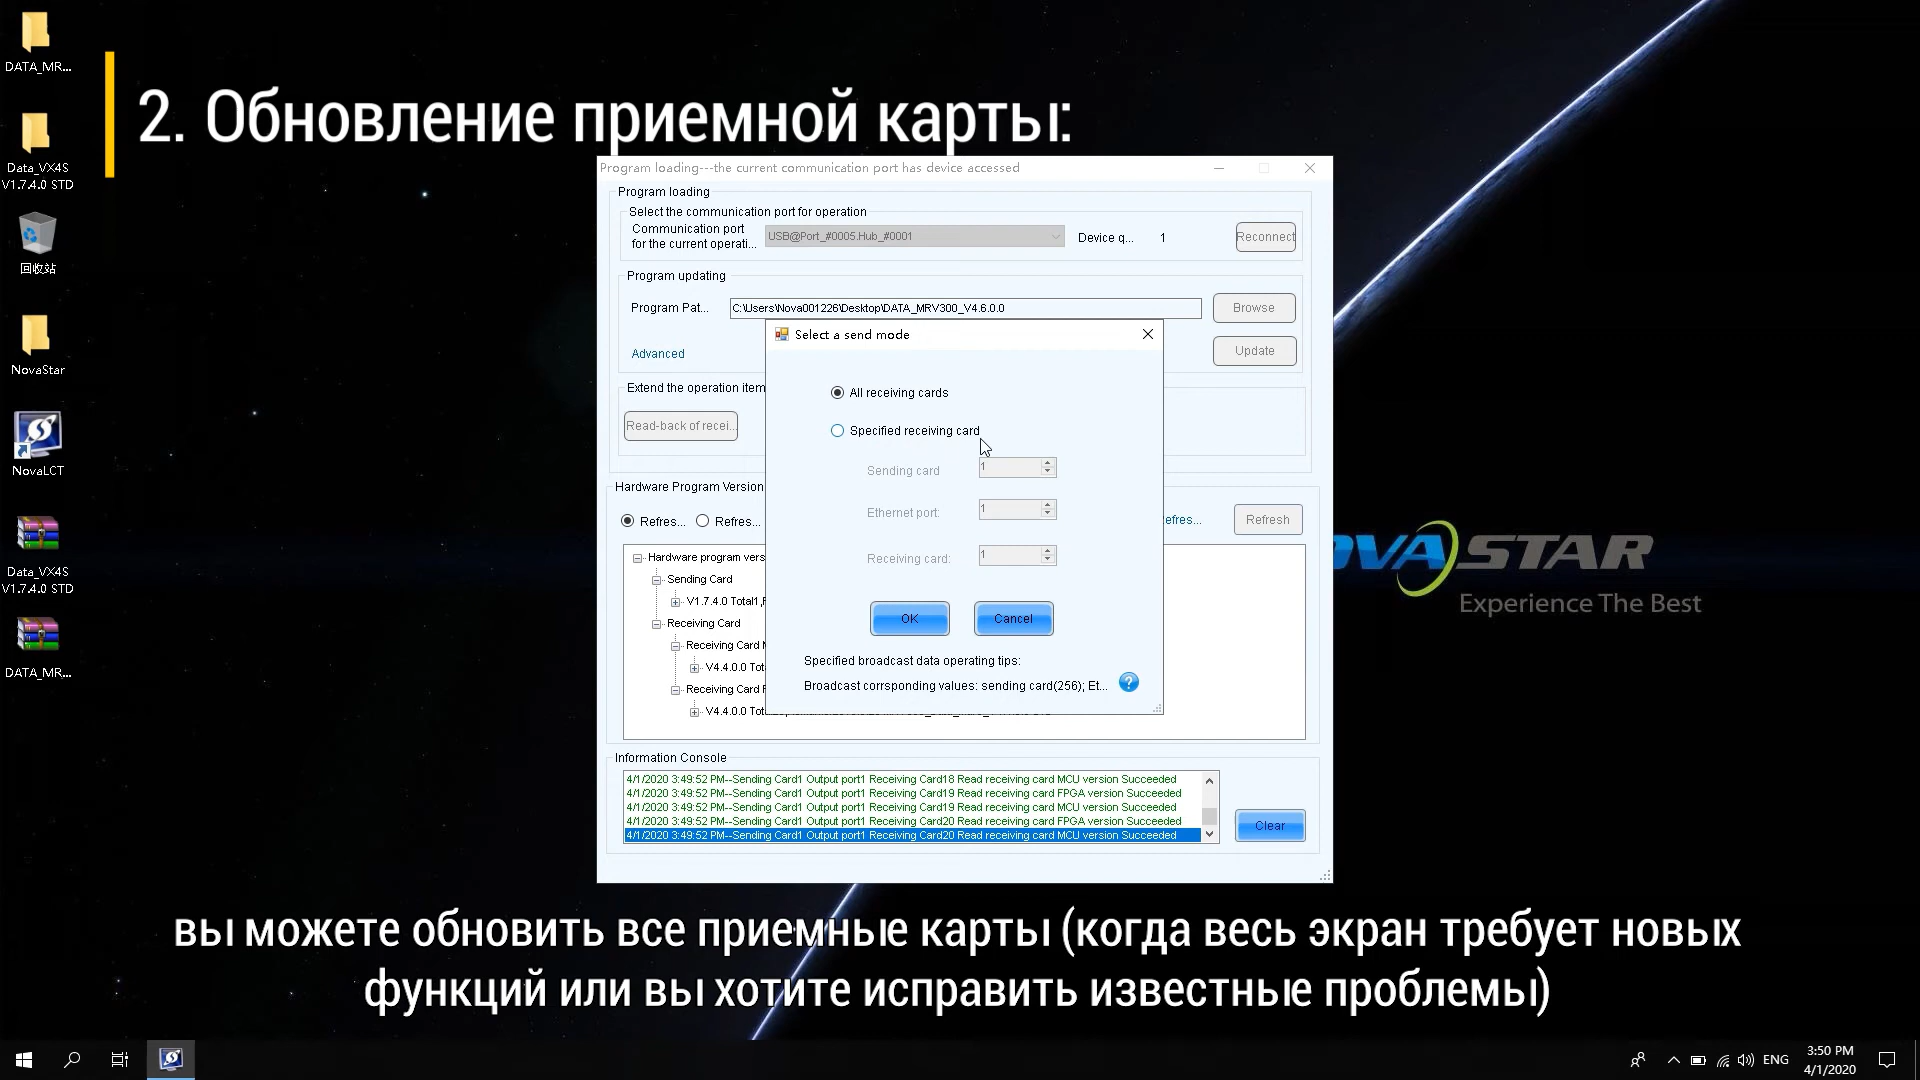 DATA_MR...
Data_VX4S
V1.7.4.0 STD
回收站
NovaStar
NovaLCT
Data_VX4S
V1.7.4.0 STD
DATA_MR...
2. Обновление приемной карты:
Program loading---the current communication port has device accessed
Program loading
Select the communication port for operation
Communication port
for the current operati...
USB@Port_#0005.Hub_#0001
Device q...
1
Reconnect
Program updating
Program Pat...
C:\Users\Nova001226\Desktop\DATA_MRV300_V4.6.0.0
Browse
Advanced
Update
Extend the operation item
Read-back of recei...
Hardware Program Version
Refres...
Refres...
efres...
Refresh
Hardware program vers
Sending Card
V1.7.4.0 Total1,F
Receiving Card
Receiving Card M
V4.4.0.0 Tot
Receiving Card F
V4.4.0.0 Tot
Select a send mode
All receiving cards
Specified receiving card
Sending card
1
Ethernet port:
1
Receiving card:
1
OK
Cancel
Specified broadcast data operating tips:
Broadcast corrsponding values: sending card(256); Et...
?
Information Console
4/1/2020 3:49:52 PM--Sending Card1 Output port1 Receiving Card18 Read receiving card MCU version Succeeded
4/1/2020 3:49:52 PM--Sending Card1 Output port1 Receiving Card19 Read receiving card FPGA version Succeeded
4/1/2020 3:49:52 PM--Sending Card1 Output port1 Receiving Card19 Read receiving card MCU version Succeeded
4/1/2020 3:49:52 PM--Sending Card1 Output port1 Receiving Card20 Read receiving card FPGA version Succeeded
4/1/2020 3:49:52 PM--Sending Card1 Output port1 Receiving Card20 Read receiving card MCU version Succeeded
Clear
OVASTAR
Experience The Best
вы можете обновить все приемные карты (когда весь экран требует новых
функций или вы хотите исправить известные проблемы)
ENG
3:50 PM
4/1/2020